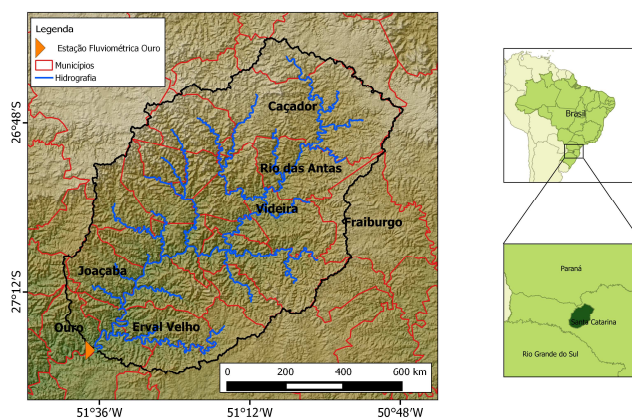 Legenda
Estação Fluviométrica Ouro
Municípios
Hidrografia
26°48'S
27°12'S
Caçador
Rio das Antas
Videira
Fraiburgo
Joaçaba
Ouro
Erval Velho
0 200 400 600 km
51°36'W 51°12'W 50°48'W
Brasil
Paraná
Santa Catarina
Rio Grande do Sul